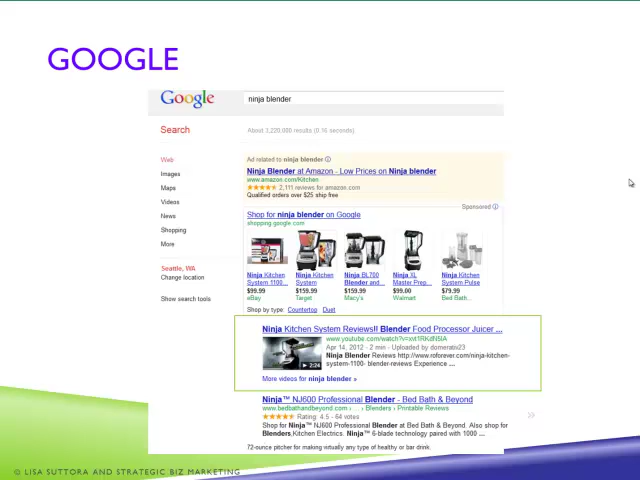 GOOGLE
Google
ninja blender
Search
About 3,220,000 results (0.16 seconds)
Web
Images
Maps
Videos
News
Shopping
More
Seattle, WA
Change location
Show search tools
Ad related to ninja blender
Ninja Blender at Amazon - Low Prices on Ninja blender
www.amazon.com/Kitchen
2,111 reviews for amazon.com
Qualified orders over $25 ship free
Sponsored
Shop for ninja blender on Google
shopping.google.com
Ninja Kitchen System 1100...
$99.99
eBay
Ninja Kitchen System
$159.99
Target
Ninja BL700 Blender and...
$159.99
Macy's
Ninja XL Master Prep...
$99.00
Walmart
Ninja Kitchen System Pulse
$79.99
Bed Bath...
Shop by type: Countertop Duet
Ninja Kitchen System Reviews!! Blender Food Processor Juicer ...
www.youtube.com/watch?v=xvt1RKdN5IA
Apr 14, 2012 - 2 min - Uploaded by domerativ23
Ninja Blender Reviews http://www.roforever.com/ninja-kitchen-
system-1100- blender-reviews Experience ...
2:24
More videos for ninja blender »
Ninja™ NJ600 Professional Blender - Bed Bath & Beyond
www.bedbathandbeyond.com › ... › Blenders › Printable Reviews
Rating: 4.5 - 64 votes
Shop for Ninja™ NJ600 Professional Blender at Bed Bath & Beyond. Also shop for
Blenders,Kitchen Electrics. Ninja™ 6-blade technology paired with 1000 ...
72-ounce pitcher for making virtually any type of healthy or bar drink.
© LISA SUTTORA AND STRATEGIC BIZ MARKETING